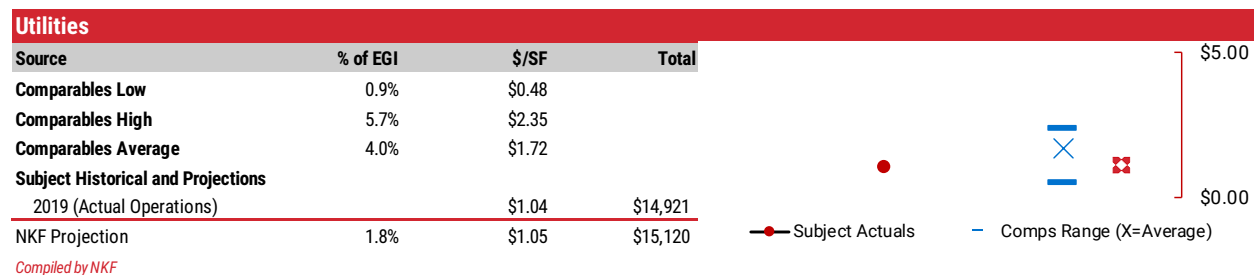 Utilities
Source % of EGI $/SF Total
Comparables Low 0.9% $0.48
Comparables High 5.7% $2.35
Comparables Average 4.0% $1.72
Subject Historical and Projections
2019 (Actual Operations) $1.04 $14,921
NKF Projection 1.8% $1.05 $15,120
Compiled by NKF
$5.00
$0.00
Subject Actuals Comps Range (X=Average)